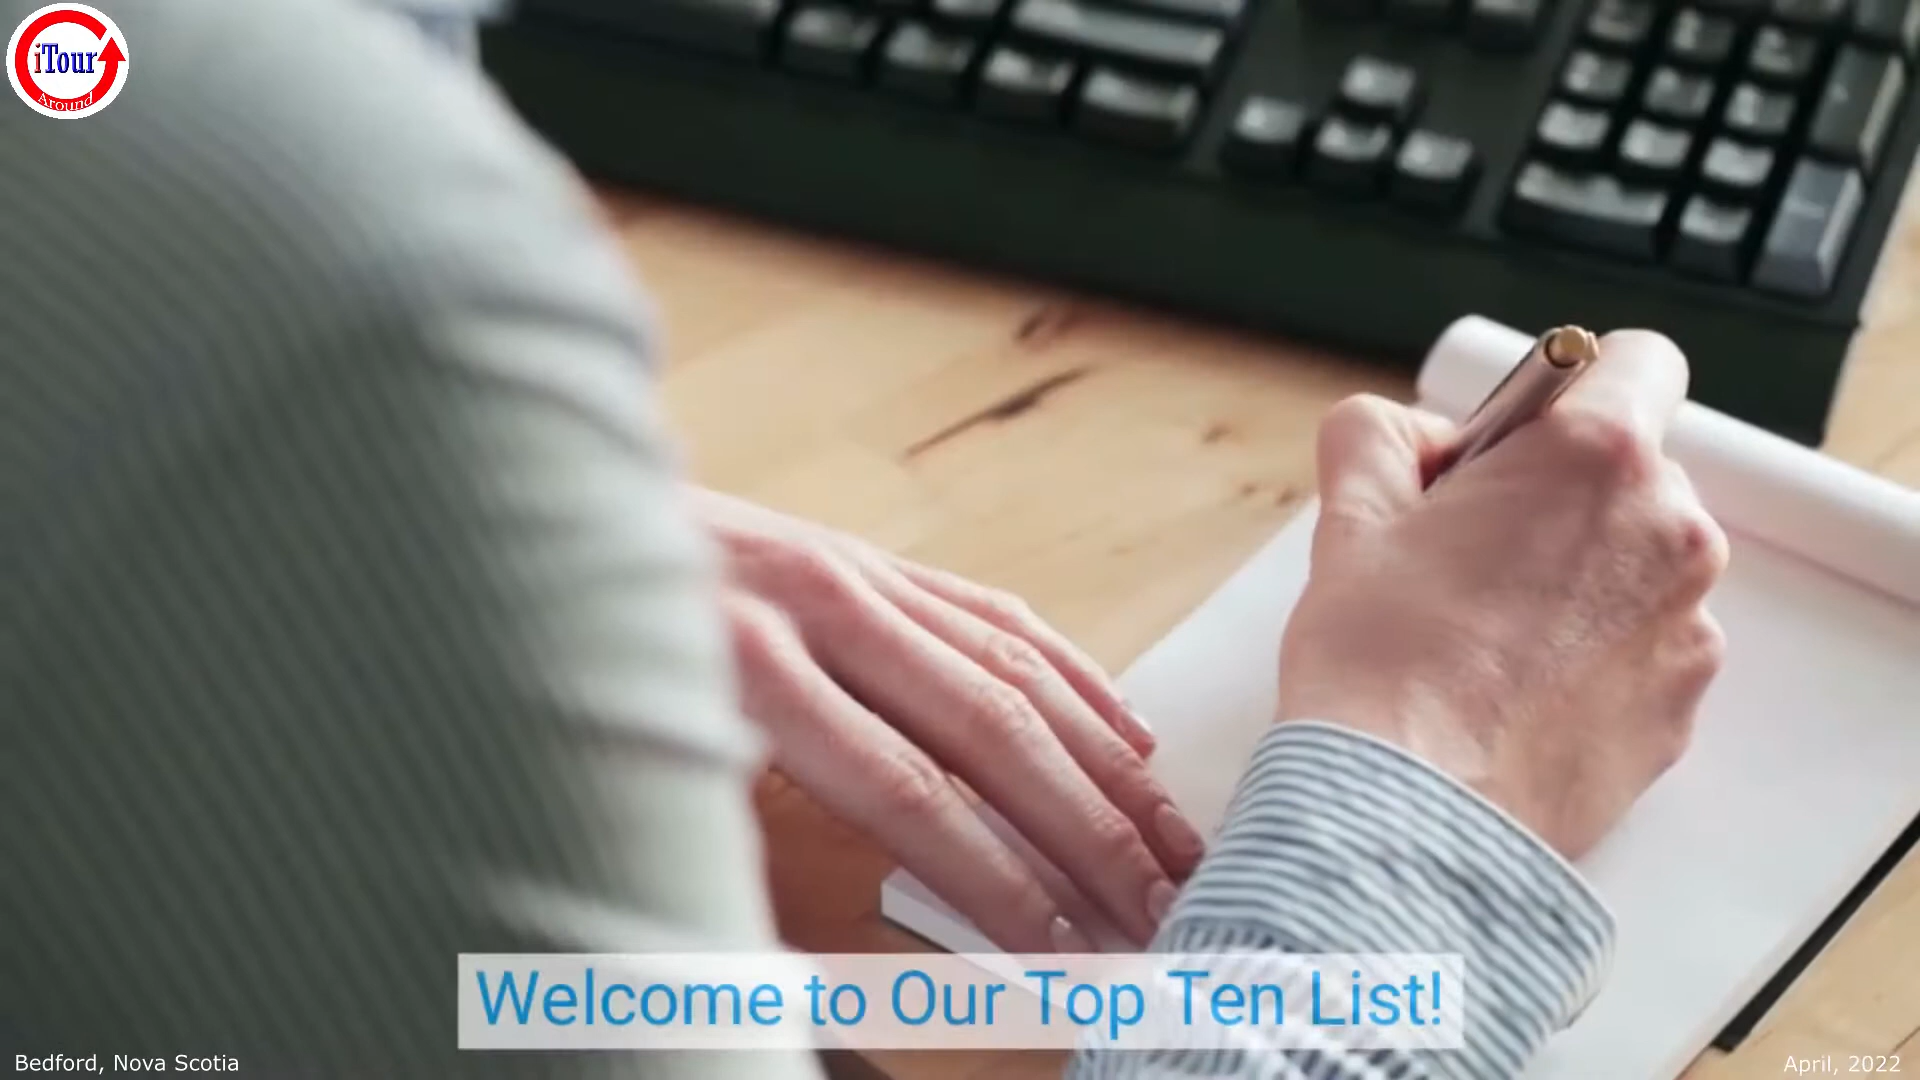 iTour
Around
Welcome to Our Top Ten List!
Bedford, Nova Scotia
April, 2022